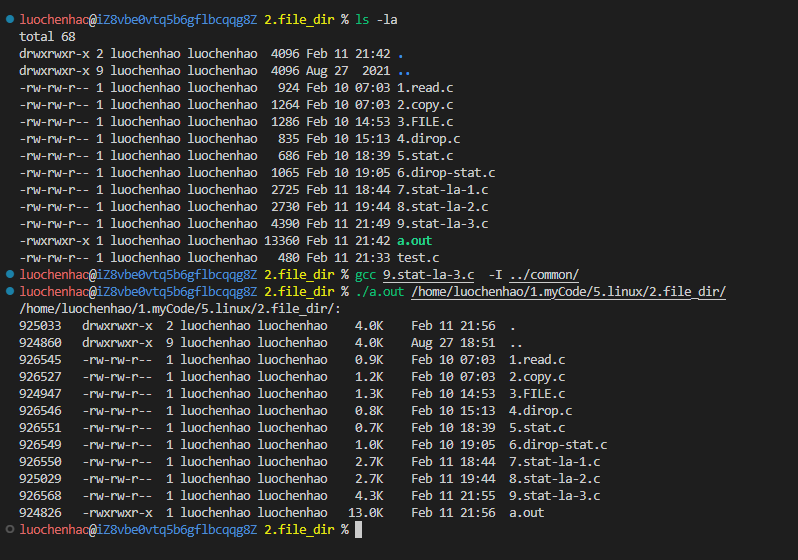 luochenhao@iZ8vbe0vtq5b6gflbcqqg8Z 2.file_dir % ls -la
total 68
drwxrwxr-x 2 luochenhao luochenhao  4096 Feb 11 21:42 .
drwxrwxr-x 9 luochenhao luochenhao  4096 Aug 27  2021 ..
-rw-rw-r-- 1 luochenhao luochenhao   924 Feb 10 07:03 1.read.c
-rw-rw-r-- 1 luochenhao luochenhao  1264 Feb 10 07:03 2.copy.c
-rw-rw-r-- 1 luochenhao luochenhao  1286 Feb 10 14:53 3.FILE.c
-rw-rw-r-- 1 luochenhao luochenhao   835 Feb 10 15:13 4.dirop.c
-rw-rw-r-- 1 luochenhao luochenhao   686 Feb 10 18:39 5.stat.c
-rw-rw-r-- 1 luochenhao luochenhao  1065 Feb 10 19:05 6.dirop-stat.c
-rw-rw-r-- 1 luochenhao luochenhao  2725 Feb 11 18:44 7.stat-la-1.c
-rw-rw-r-- 1 luochenhao luochenhao  2730 Feb 11 19:44 8.stat-la-2.c
-rw-rw-r-- 1 luochenhao luochenhao  4390 Feb 11 21:49 9.stat-la-3.c
-rwxrwxr-x 1 luochenhao luochenhao 13360 Feb 11 21:42 a.out
-rw-rw-r-- 1 luochenhao luochenhao   480 Feb 11 21:33 test.c
luochenhao@iZ8vbe0vtq5b6gflbcqqg8Z 2.file_dir % gcc 9.stat-la-3.c  -I ../common/
luochenhao@iZ8vbe0vtq5b6gflbcqqg8Z 2.file_dir % ./a.out /home/luochenhao/1.myCode/5.linux/2.file_dir/
/home/luochenhao/1.myCode/5.linux/2.file_dir/:
925033   drwxrwxr-x  2 luochenhao luochenhao    4.0K    Feb 11 21:56  .
924860   drwxrwxr-x  9 luochenhao luochenhao    4.0K    Aug 27 18:51  ..
926545   -rw-rw-r--  1 luochenhao luochenhao    0.9K    Feb 10 07:03  1.read.c
926527   -rw-rw-r--  1 luochenhao luochenhao    1.2K    Feb 10 07:03  2.copy.c
924947   -rw-rw-r--  1 luochenhao luochenhao    1.3K    Feb 10 14:53  3.FILE.c
926546   -rw-rw-r--  1 luochenhao luochenhao    0.8K    Feb 10 15:13  4.dirop.c
926551   -rw-rw-r--  1 luochenhao luochenhao    0.7K    Feb 10 18:39  5.stat.c
926549   -rw-rw-r--  1 luochenhao luochenhao    1.0K    Feb 10 19:05  6.dirop-stat.c
926550   -rw-rw-r--  1 luochenhao luochenhao    2.7K    Feb 11 18:44  7.stat-la-1.c
925029   -rw-rw-r--  1 luochenhao luochenhao    2.7K    Feb 11 19:44  8.stat-la-2.c
926568   -rw-rw-r--  1 luochenhao luochenhao    4.3K    Feb 11 21:55  9.stat-la-3.c
924826   -rwxrwxr-x  1 luochenhao luochenhao   13.0K    Feb 11 21:56  a.out
luochenhao@iZ8vbe0vtq5b6gflbcqqg8Z 2.file_dir %